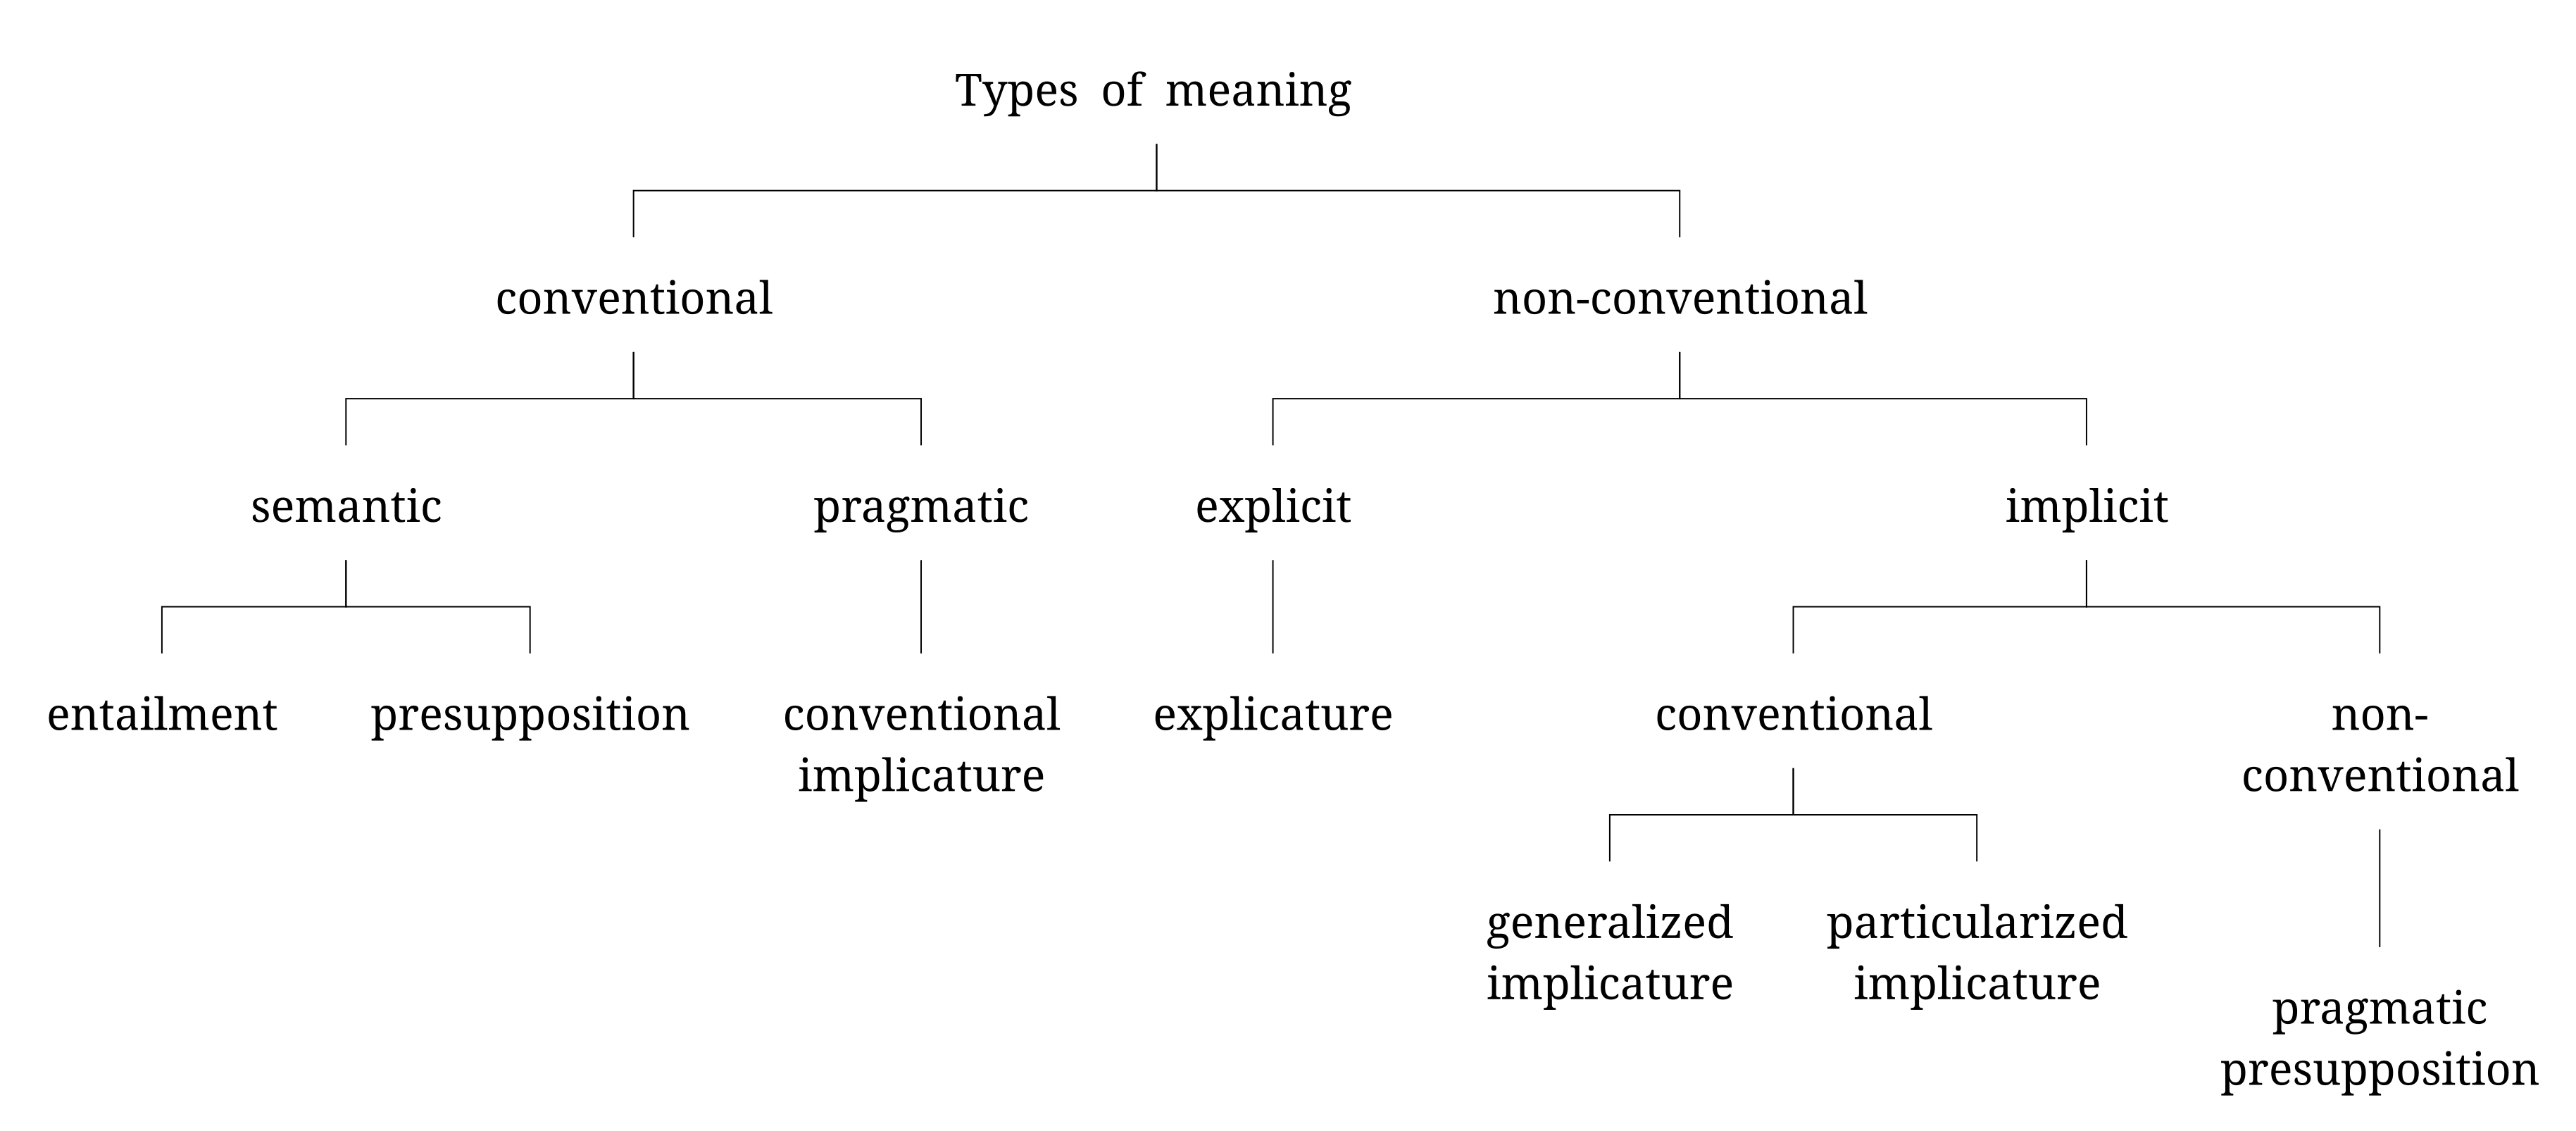 Types of meaning
conventional
non-conventional
semantic
pragmatic
explicit
implicit
entailment
presupposition
conventional
implicature
explicature
conventional
non-
conventional
generalized
implicature
particularized
implicature
pragmatic
presupposition